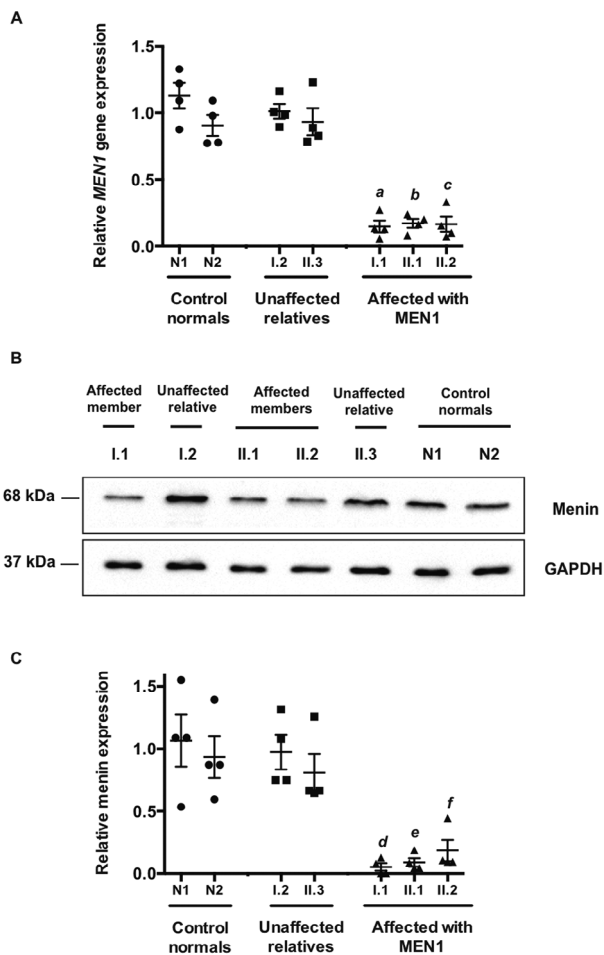 A
Relative MEN1 gene expression
1.5
1.0
0.5
0.0
a b c
N1 N2 I.2 II.3 I.1 II.1 II.2
Control normals
Unaffected relatives
Affected with MEN1
B
Affected member
Unaffected relative
Affected members
Unaffected relative
Control normals
I.1 I.2 II.1 II.2 II.3 N1 N2
68 kDa
Menin
37 kDa
GAPDH
C
Relative menin expression
1.5
1.0
0.5
0.0
d e f
N1 N2 I.2 II.3 I.1 II.1 II.2
Control normals
Unaffected relatives
Affected with MEN1